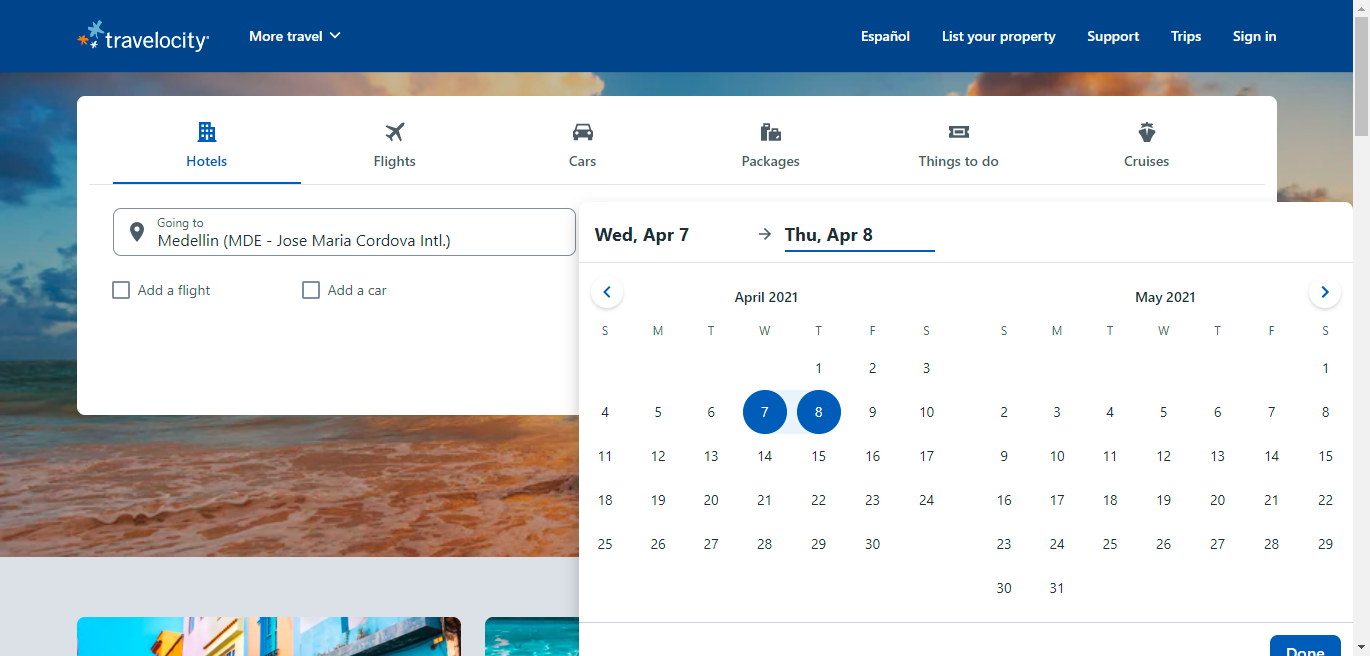 travelocity
More travel
Español
List your property
Support
Trips
Sign in
Hotels
Flights
Cars
Packages
Things to do
Cruises
Going to
Medellin (MDE - Jose Maria Cordova Intl.)
Add a flight
Add a car
Wed, Apr 7
Thu, Apr 8
April 2021
S M T W T F S
1 2 3
4 5 6 7 8 9 10
11 12 13 14 15 16 17
18 19 20 21 22 23 24
25 26 27 28 29 30
May 2021
S M T W T F S
1
2 3 4 5 6 7 8
9 10 11 12 13 14 15
16 17 18 19 20 21 22
23 24 25 26 27 28 29
30 31
Done